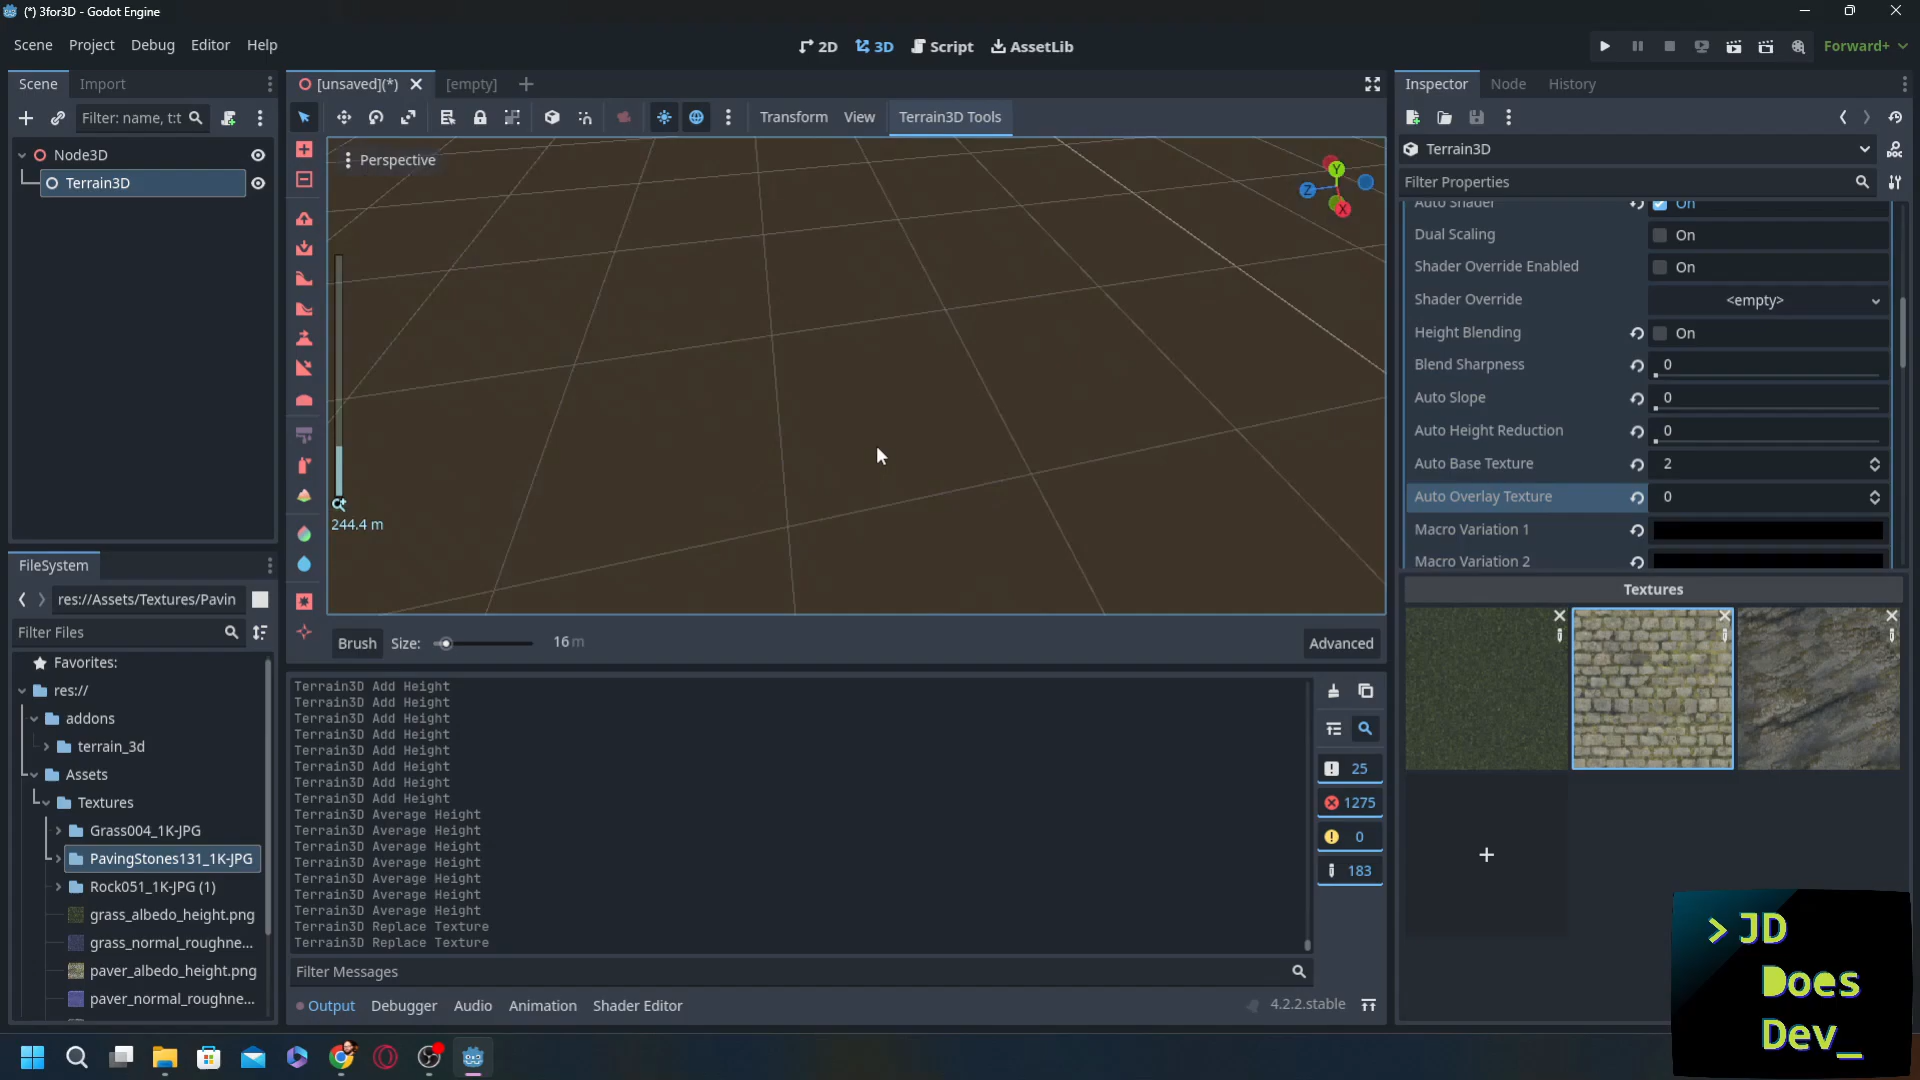 (*) 3for3D - Godot Engine
Scene Project Debug Editor Help
2D 3D Script AssetLib
Forward+
Scene Import
[unsaved](*) [empty]
Inspector Node History
Filter: name, t:t
Transform View Terrain3D Tools
Node3D
Terrain3D
Perspective
Y
Z
X
244.4 m
Terrain3D
DOC
Filter Properties
Auto Shader On
Dual Scaling On
Shader Override Enabled On
Shader Override <empty>
Height Blending On
Blend Sharpness 0
Auto Slope 0
Auto Height Reduction 0
Auto Base Texture 2
Auto Overlay Texture 0
Macro Variation 1
Macro Variation 2
Textures
Brush Size: 16 m Advanced
FileSystem
res://Assets/Textures/Pavin
Filter Files
Favorites:
res://
addons
terrain_3d
Assets
Textures
Grass004_1K-JPG
PavingStones131_1K-JPG
Rock051_1K-JPG (1)
grass_albedo_height.png
grass_normal_roughne...
paver_albedo_height.png
paver_normal_roughne...
Terrain3D Add Height
Terrain3D Add Height
Terrain3D Add Height
Terrain3D Add Height
Terrain3D Add Height
Terrain3D Add Height
Terrain3D Add Height
Terrain3D Add Height
Terrain3D Average Height
Terrain3D Average Height
Terrain3D Average Height
Terrain3D Average Height
Terrain3D Average Height
Terrain3D Average Height
Terrain3D Average Height
Terrain3D Replace Texture
Terrain3D Replace Texture
25
1275
0
183
Filter Messages
Output Debugger Audio Animation Shader Editor
4.2.2.stable
> JD
Does
Dev_